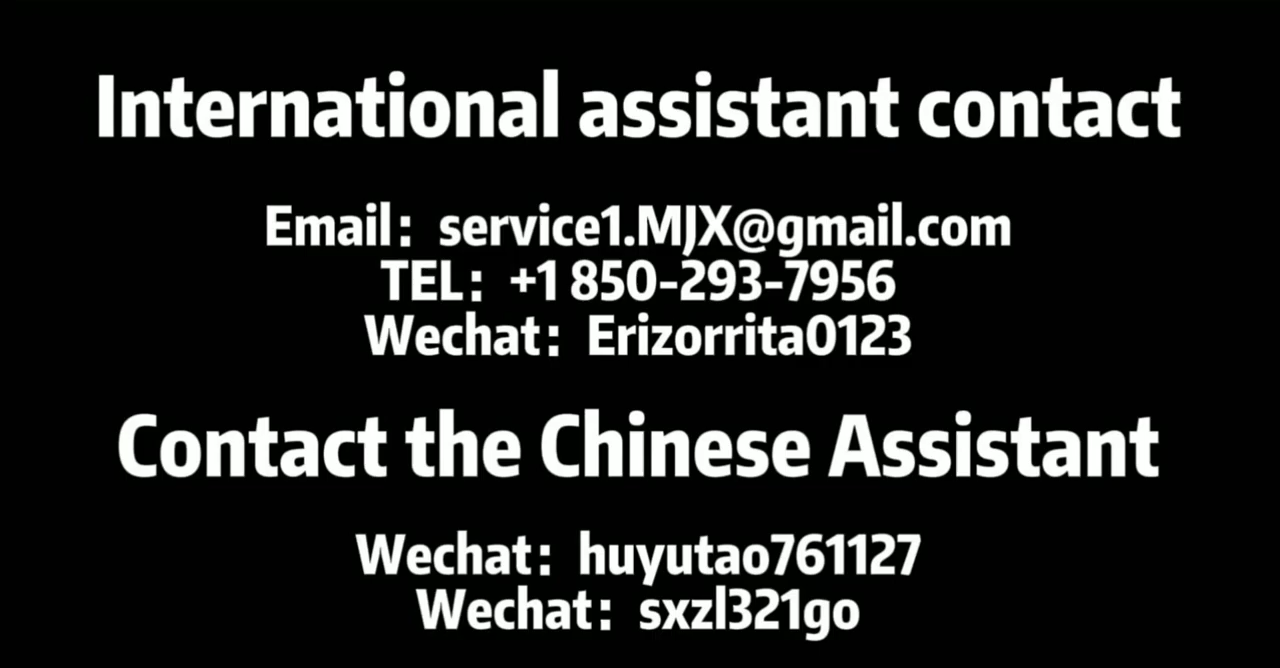 International assistant contact
Email：service1.MJX@gmail.com
TEL：+1 850-293-7956
Wechat：Erizorrita0123
Contact the Chinese Assistant
Wechat：huyutao761127
Wechat：sxzl321go